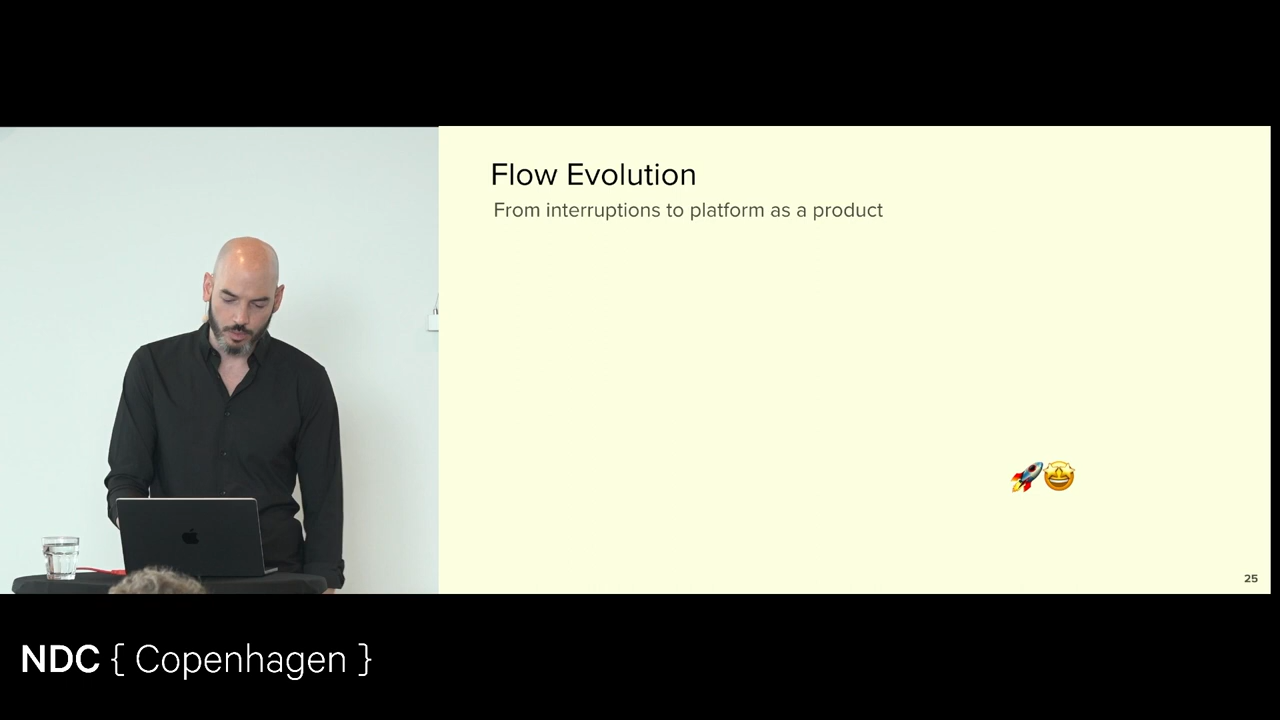 Flow Evolution
From interruptions to platform as a product
25
NDC { Copenhagen }